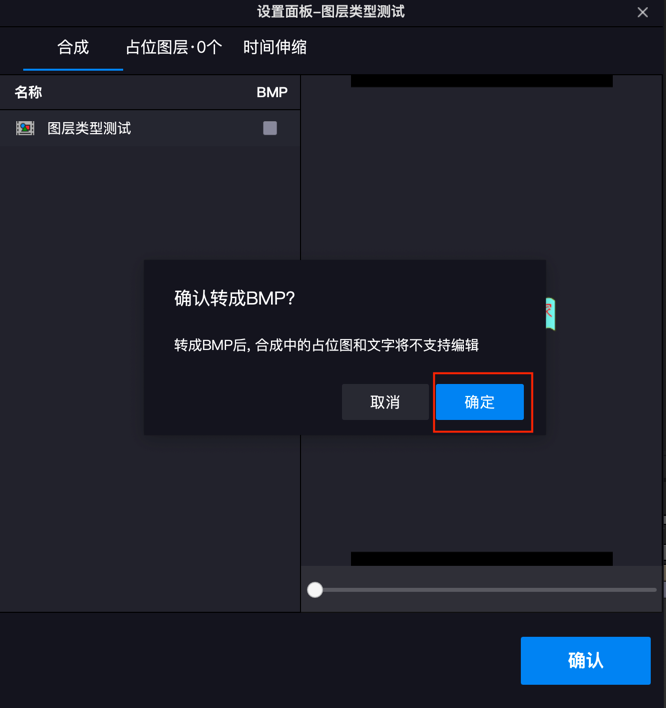 设置面板-图层类型测试
合成 占位图层·0个 时间伸缩
名称 BMP
图层类型测试
确认转成BMP?
转成BMP后, 合成中的占位图和文字将不支持编辑
取消 确定
确认